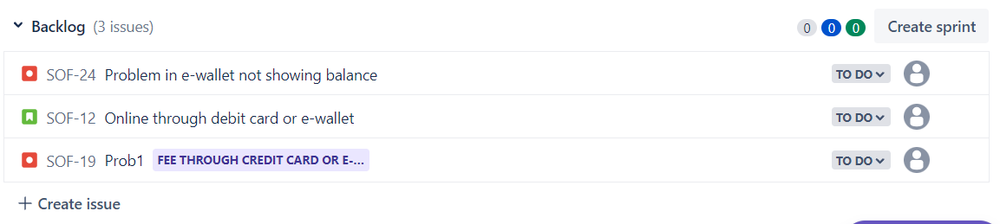 Backlog (3 issues) 0 0 0 Create sprint
SOF-24 Problem in e-wallet not showing balance TO DO
SOF-12 Online through debit card or e-wallet TO DO
SOF-19 Prob1 FEE THROUGH CREDIT CARD OR E-... TO DO
+ Create issue